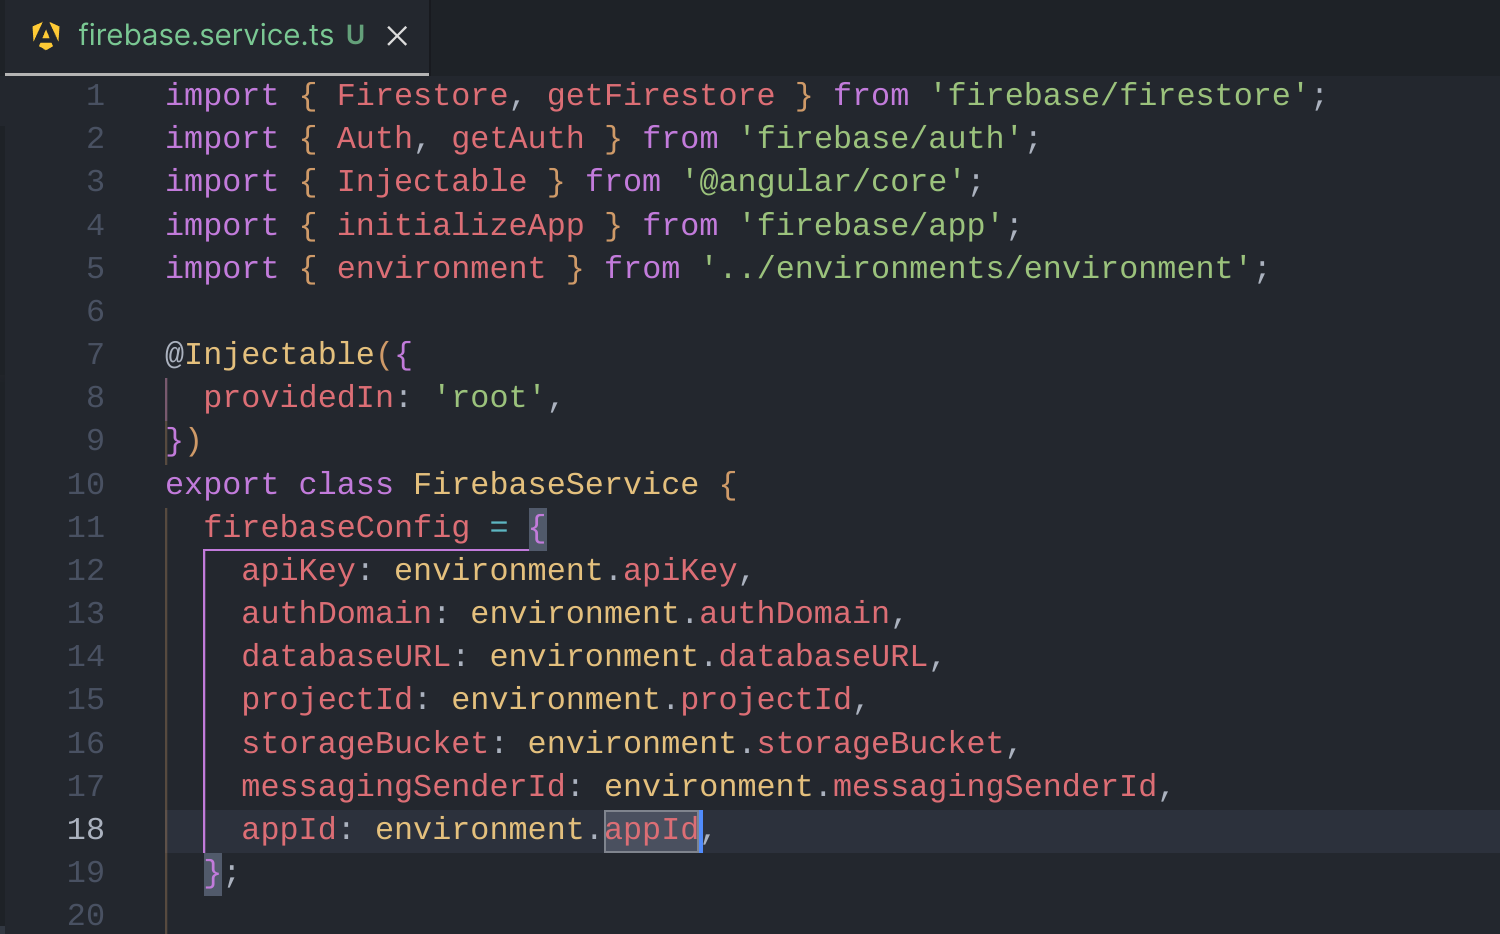 firebase.service.ts U
1 import { Firestore, getFirestore } from 'firebase/firestore';
2 import { Auth, getAuth } from 'firebase/auth';
3 import { Injectable } from '@angular/core';
4 import { initializeApp } from 'firebase/app';
5 import { environment } from '../environments/environment';
6
7 @Injectable({
8   providedIn: 'root',
9 })
10 export class FirebaseService {
11   firebaseConfig = {
12     apiKey: environment.apiKey,
13     authDomain: environment.authDomain,
14     databaseURL: environment.databaseURL,
15     projectId: environment.projectId,
16     storageBucket: environment.storageBucket,
17     messagingSenderId: environment.messagingSenderId,
18     appId: environment.appId,
19   };
20